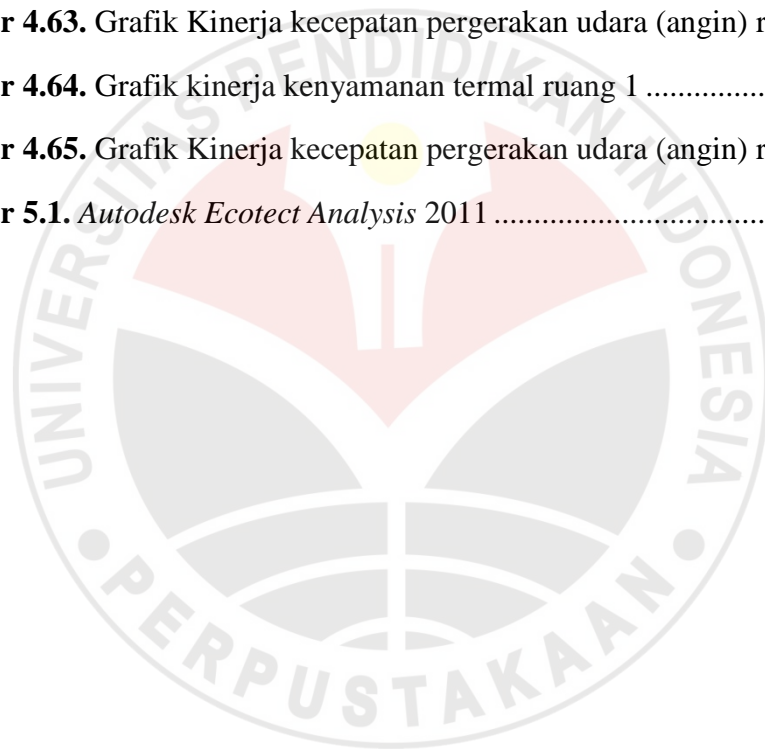 r 4.63. Grafik Kinerja kecepatan pergerakan udara (angin) r
r 4.64. Grafik kinerja kenyamanan termal ruang 1 ...............
r 4.65. Grafik Kinerja kecepatan pergerakan udara (angin) r
r 5.1. Autodesk Ecotect Analysis 2011 ..................................
UNIVERSITAS PENDIDIKAN INDONESIA
PERPUSTAKAAN